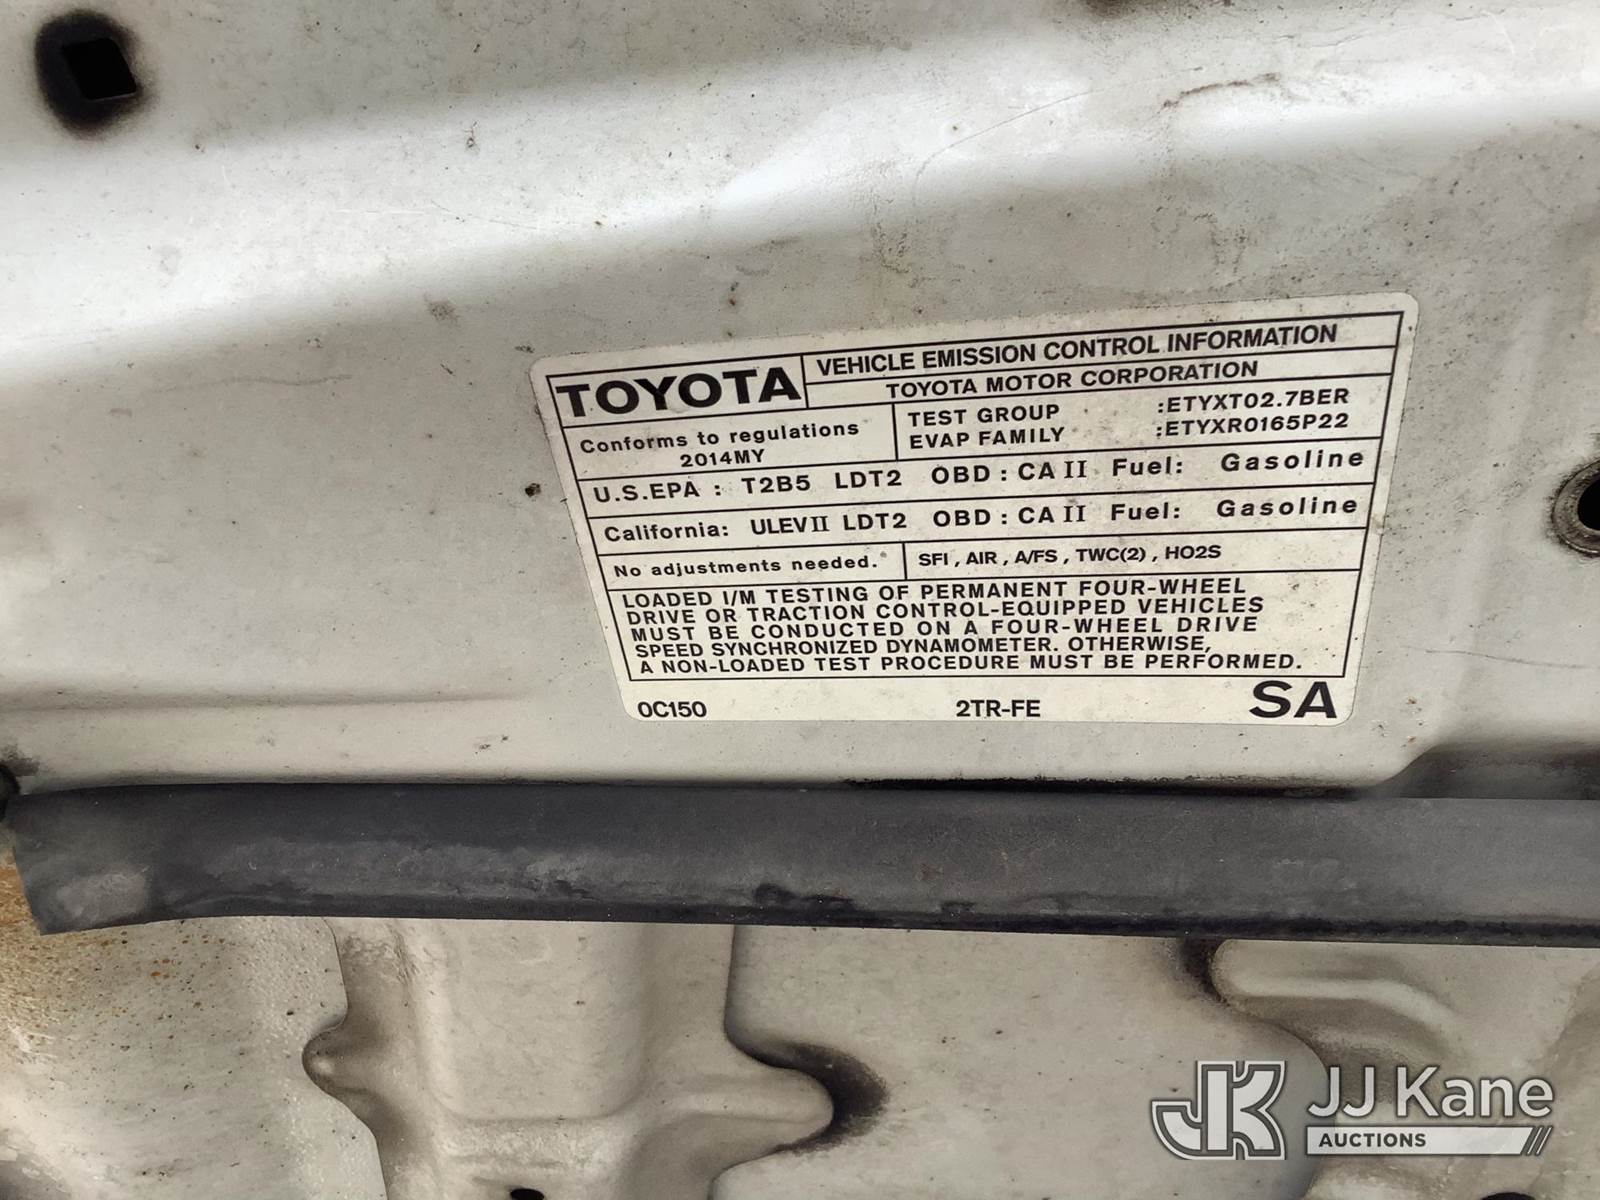 TOYOTA
VEHICLE EMISSION CONTROL INFORMATION
TOYOTA MOTOR CORPORATION
Conforms to regulations
2014MY
TEST GROUP :ETYXT02.7BER
EVAP FAMILY :ETYXR0165P22
U.S.EPA : T2B5 LDT2 OBD : CA II Fuel: Gasoline
California: ULEV II LDT2 OBD : CA II Fuel: Gasoline
No adjustments needed.
SFI , AIR , A/FS , TWC(2) , HO2S
LOADED I/M TESTING OF PERMANENT FOUR-WHEEL
DRIVE OR TRACTION CONTROL-EQUIPPED VEHICLES
MUST BE CONDUCTED ON A FOUR-WHEEL DRIVE
SPEED SYNCHRONIZED DYNAMOMETER. OTHERWISE,
A NON-LOADED TEST PROCEDURE MUST BE PERFORMED.
0C150 2TR-FE SA
JK JJ Kane
AUCTIONS